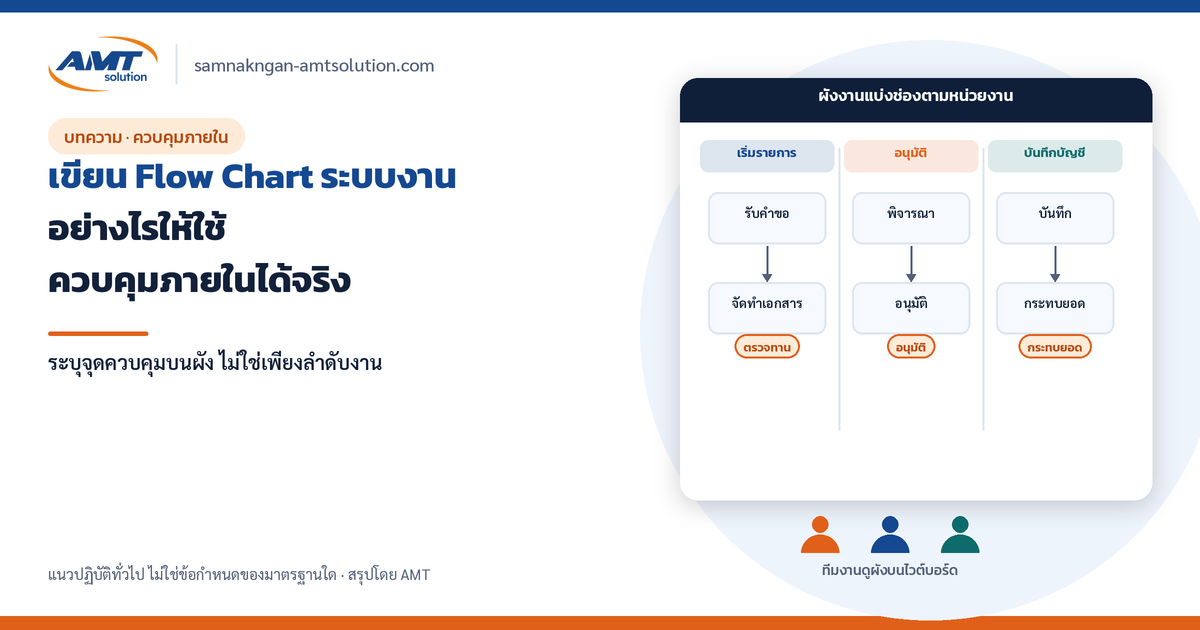 AMT
solution
samnakngan-amtsolution.com
บทความ · ควบคุมภายใน
เขียน Flow Chart ระบบงาน
อย่างไรให้ใช้
ควบคุมภายในได้จริง
ระบุจุดควบคุมบนผัง ไม่ใช่เพียงลำดับงาน
แนวปฏิบัติทั่วไป ไม่ใช่ข้อกำหนดของมาตรฐานใด · สรุปโดย AMT
ผังงานแบ่งช่องตามหน่วยงาน
เริ่มรายการ
อนุมัติ
บันทึกบัญชี
รับคำขอ
พิจารณา
บันทึก
จัดทำเอกสาร
อนุมัติ
กระทบยอด
ตรวจทาน
อนุมัติ
กระทบยอด
ทีมงานดูผังบนไวต์บอร์ด